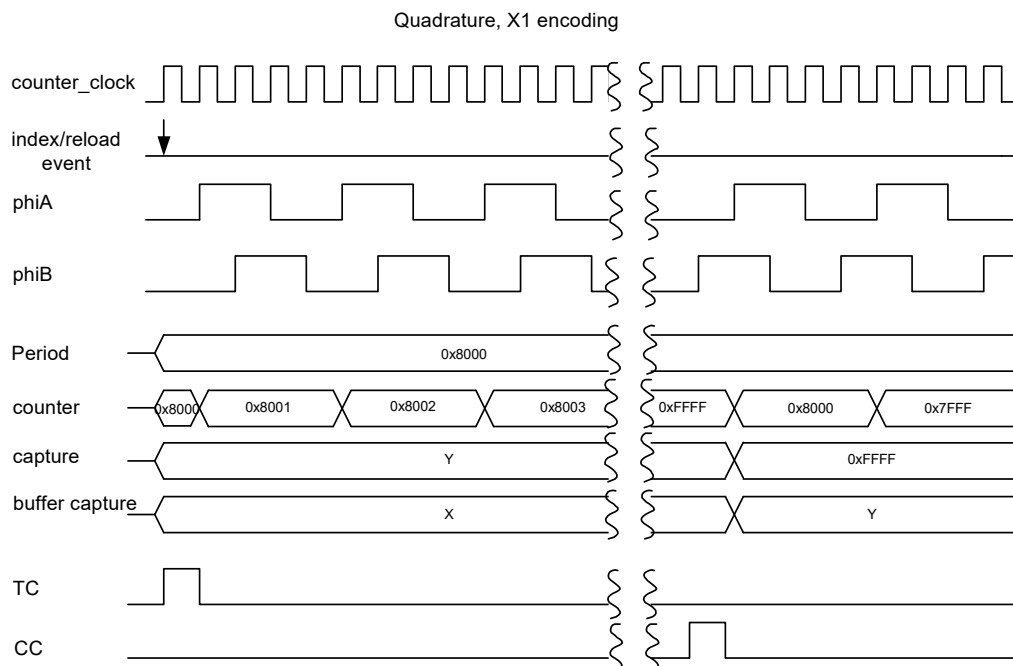 Quadrature, X1 encoding
counter_clock
index/reload
event
phiA
phiB
Period
0x8000
counter
0x8000
0x8001
0x8002
0x8003
0xFFFF
0x8000
0x7FFF
capture
Y
0xFFFF
buffer capture
X
Y
TC
CC